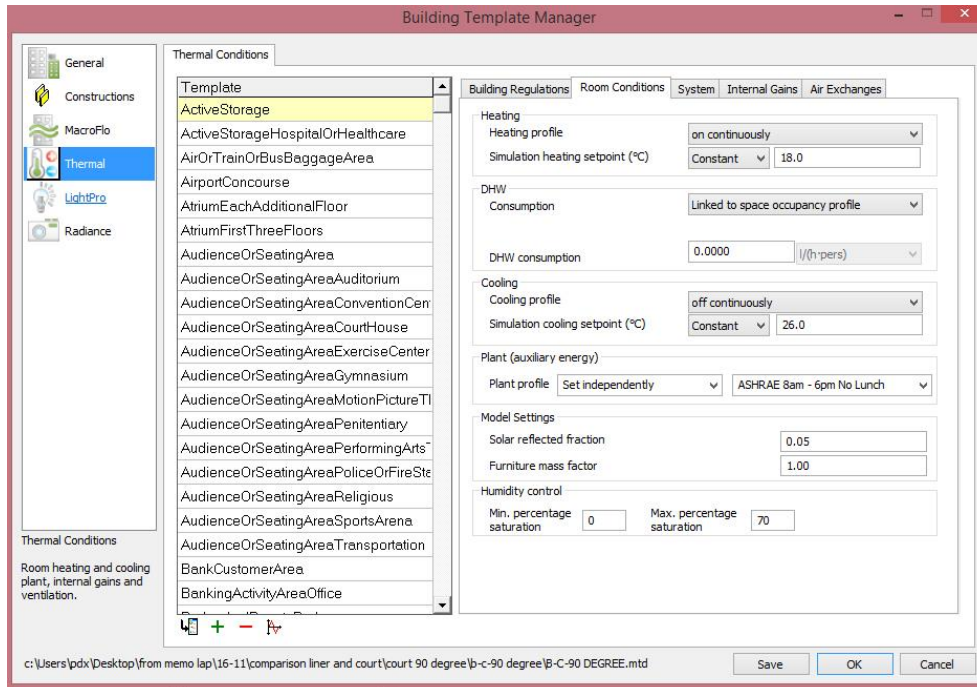 Building Template Manager
General
Constructions
MacroFlo
Thermal
LightPro
Radiance
Thermal Conditions
Room heating and cooling
plant, internal gains and
ventilation.
Thermal Conditions
Template
ActiveStorage
ActiveStorageHospitalOrHealthcare
AirOrTrainOrBusBaggageArea
AirportConcourse
AtriumEachAdditionalFloor
AtriumFirstThreeFloors
AudienceOrSeatingArea
AudienceOrSeatingAreaAuditorium
AudienceOrSeatingAreaConventionCen
AudienceOrSeatingAreaCourtHouse
AudienceOrSeatingAreaExerciseCenter
AudienceOrSeatingAreaGymnasium
AudienceOrSeatingAreaMotionPictureTl
AudienceOrSeatingAreaPenitentiary
AudienceOrSeatingAreaPerformingArts
AudienceOrSeatingAreaPoliceOrFireSta
AudienceOrSeatingAreaReligious
AudienceOrSeatingAreaSportsArena
AudienceOrSeatingAreaTransportation
BankCustomerArea
BankingActivityAreaOffice
Building Regulations Room Conditions System Internal Gains Air Exchanges
Heating
Heating profile on continuously
Simulation heating setpoint (°C) Constant 18.0
DHW
Consumption Linked to space occupancy profile
DHW consumption 0.0000 l/(h·pers)
Cooling
Cooling profile off continuously
Simulation cooling setpoint (°C) Constant 26.0
Plant (auxiliary energy)
Plant profile Set independently ASHRAE 8am - 6pm No Lunch
Model Settings
Solar reflected fraction 0.05
Furniture mass factor 1.00
Humidity control
Min. percentage saturation 0 Max. percentage saturation 70
c:\Users\pdx\Desktop\from memo lap\16-11\comparison liner and court\court 90 degree\b-c-90 degree\B-C-90 DEGREE.mtd
Save OK Cancel